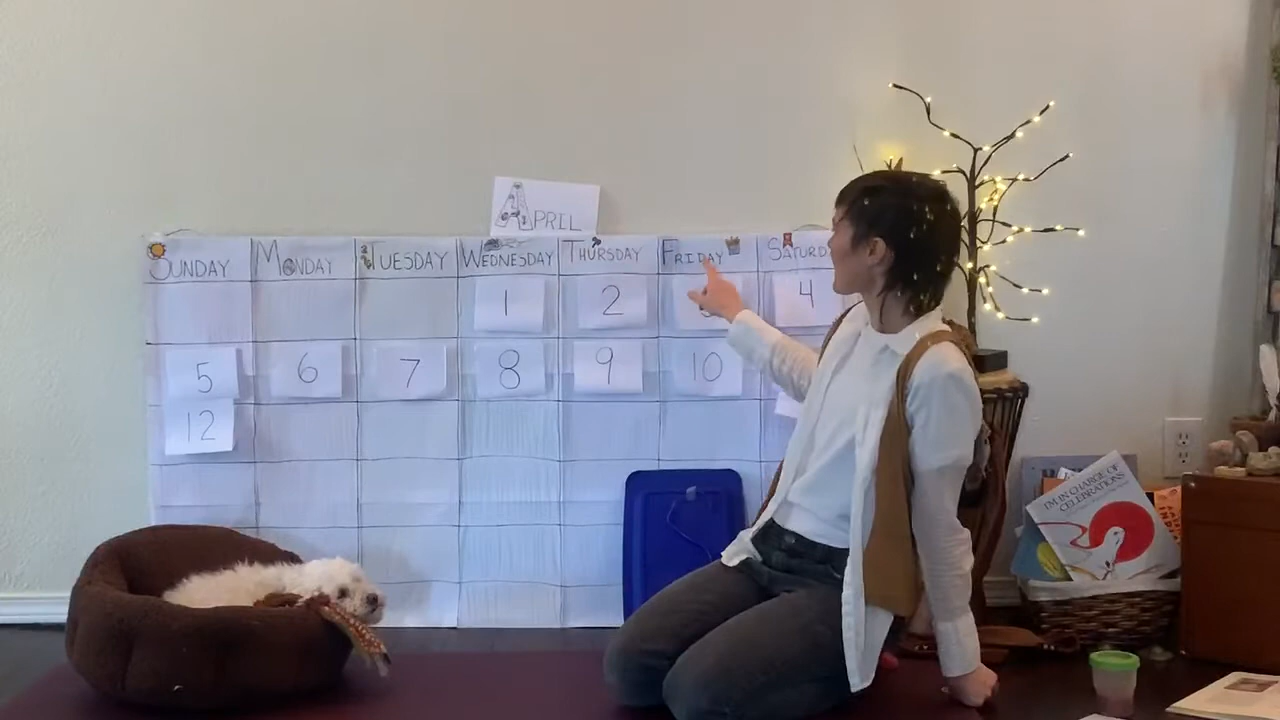 APRIL
SUNDAY MONDAY TUESDAY WEDNESDAY THURSDAY FRIDAY SATURD
1 2 4
5 6 7 8 9 10
12
I'M IN CHARGE OF
CELEBRATIONS